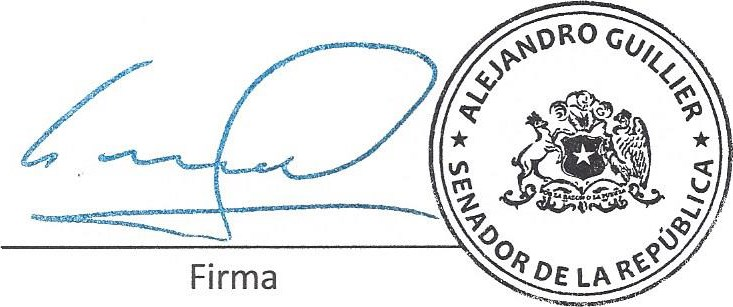 ALEJANDRO GUILLIER
SENADOR DE LA REPÚBLICA
Firma